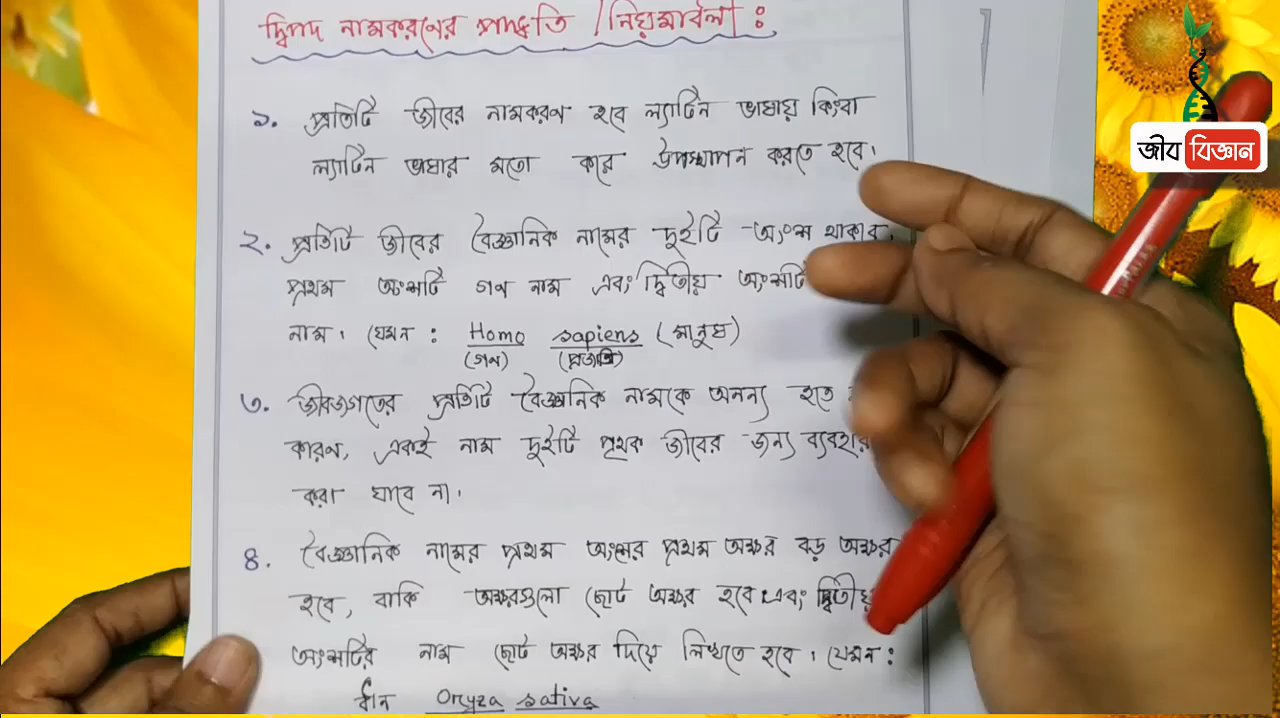 দ্বিপদ নামকরণের পদ্ধতি / নিয়মাবলী :
১. প্রতিটি জীবের নামকরণ হবে ল্যাটিন ভাষায় কিংবা
ল্যাটিন ভাষার মতো করে উপস্থাপন করতে হবে।
২. প্রতিটি জীবের বৈজ্ঞানিক নামের দুইটি অংশ থাকবে,
প্রথম অংশটি গণ নাম এবং দ্বিতীয় অংশটি
নাম। যেমন : Homo sapiens (মানুষ)
(গণ) (প্রজাতি)
৩. জীবজগতের প্রতিটি বৈজ্ঞানিক নামকে অনন্য হতে
কারণ, একই নাম দুইটি পৃথক জীবের জন্য ব্যবহার
করা যাবে না।
৪. বৈজ্ঞানিক নামের প্রথম অংশের প্রথম অক্ষর বড় অক্ষর
হবে, বাকি অক্ষরগুলো ছোট অক্ষর হবে এবং দ্বিতীয়
অংশটির নাম ছোট অক্ষর দিয়ে লিখতে হবে। যেমন :
ধান Oryza sativa
জীব বিজ্ঞান